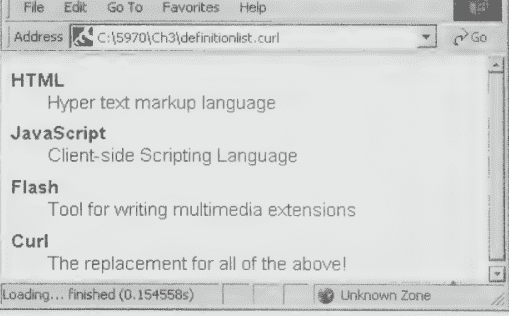 File Edit Go To Favorites Help
Address C:\5970\Ch3\definitionlist.curl Go
HTML
Hyper text markup language
JavaScript
Client-side Scripting Language
Flash
Tool for writing multimedia extensions
Curl
The replacement for all of the above!
Loading... finished (0.154558s) Unknown Zone